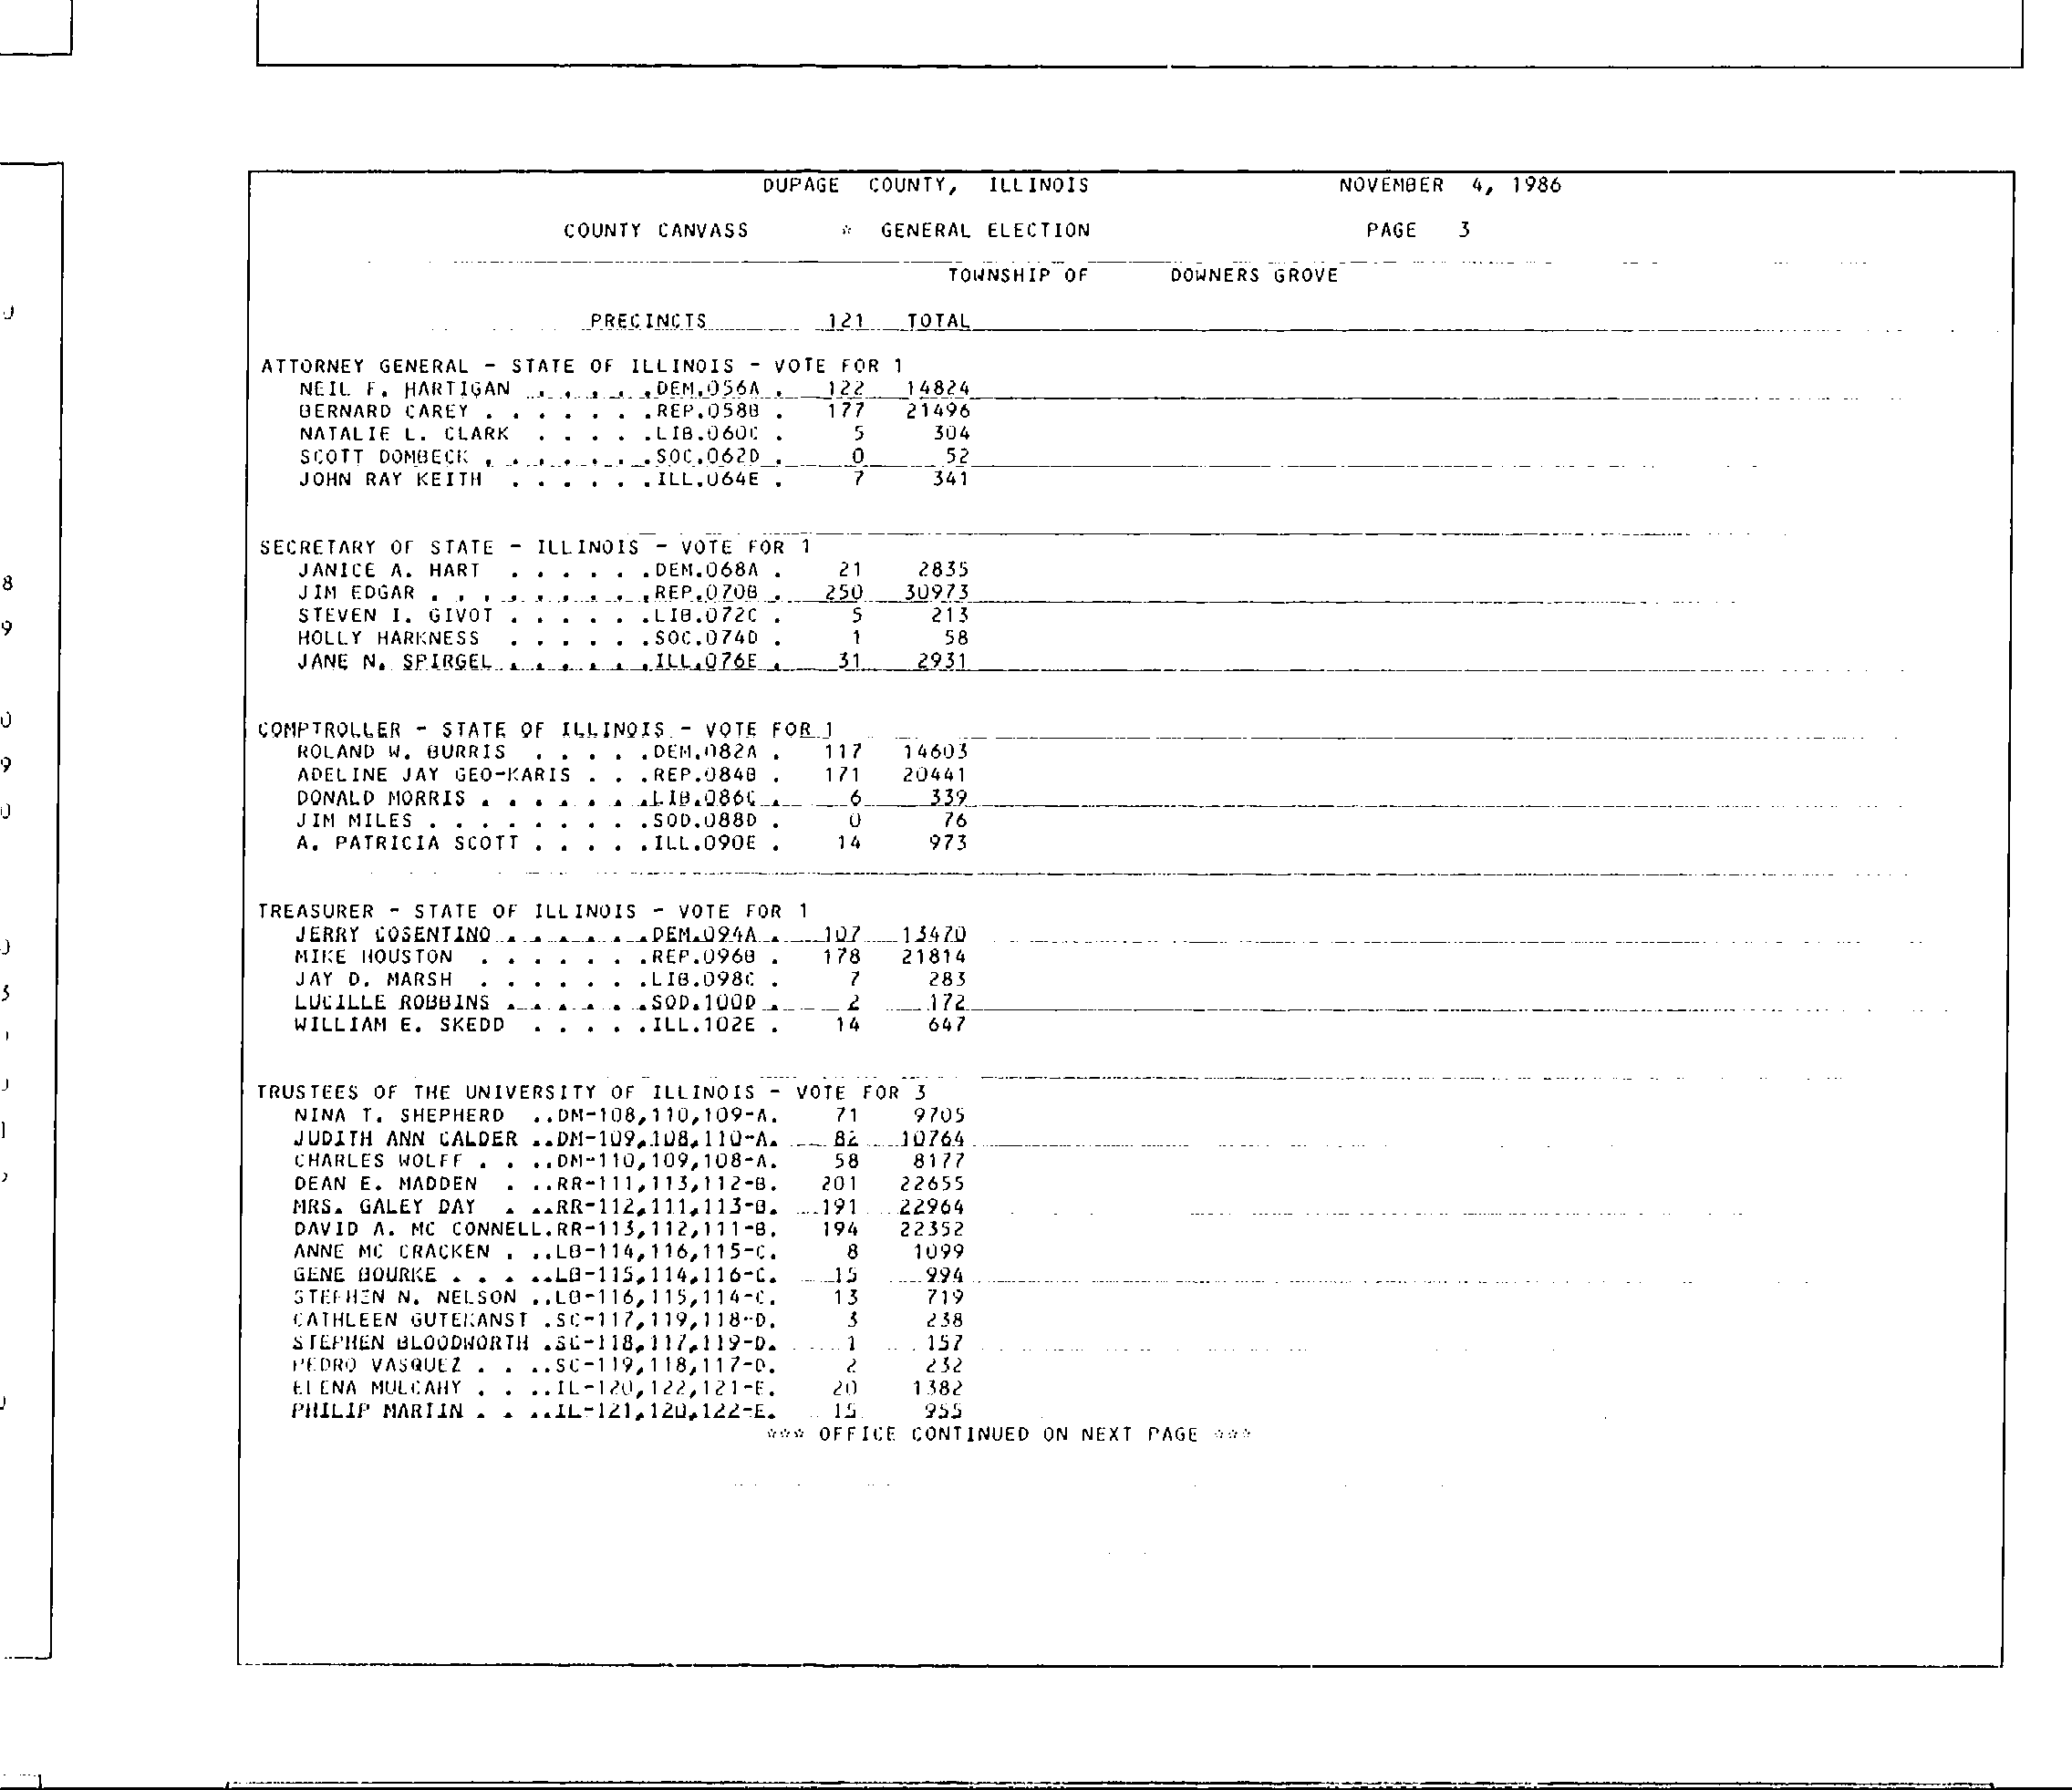 DUPAGE COUNTY, ILLINOIS NOVEMBER 4, 1986
COUNTY CANVASS * GENERAL ELECTION PAGE 3
TOWNSHIP OF DOWNERS GROVE
PRECINCTS 121 TOTAL
ATTORNEY GENERAL - STATE OF ILLINOIS - VOTE FOR 1
NEIL F. HARTIGAN . . . . . .DEM.056A . 122 14824
BERNARD CAREY . . . . . . .REP.058B . 177 21496
NATALIE L. CLARK . . . . .LIB.060C . 5 304
SCOTT DOMBECK . . . . . . .SOC.062D . 0 52
JOHN RAY KEITH . . . . . .ILL.064E . 7 341
SECRETARY OF STATE - ILLINOIS - VOTE FOR 1
JANICE A. HART . . . . . .DEM.068A . 21 2835
JIM EDGAR . . . . . . . . .REP.070B . 250 30973
STEVEN I. GIVOT . . . . . .LIB.072C . 5 213
HOLLY HARKNESS . . . . . .SOC.074D . 1 58
JANE N. SPIRGEL . . . . . .ILL.076E . 31 2931
COMPTROLLER - STATE OF ILLINOIS - VOTE FOR 1
ROLAND W. BURRIS . . . . .DEM.082A . 117 14603
ADELINE JAY GEO-KARIS . . .REP.084B . 171 20441
DONALD MORRIS . . . . . . .LIB.086C . 6 339
JIM MILES . . . . . . . . .SOD.088D . 0 76
A. PATRICIA SCOTT . . . . .ILL.090E . 14 973
TREASURER - STATE OF ILLINOIS - VOTE FOR 1
JERRY COSENTINO . . . . . .DEM.094A . 107 13470
MIKE HOUSTON . . . . . . .REP.096B . 178 21814
JAY D. MARSH . . . . . . .LIB.098C . 7 283
LUCILLE ROBBINS . . . . . .SOD.100D . 2 172
WILLIAM E. SKEDD . . . . .ILL.102E . 14 647
TRUSTEES OF THE UNIVERSITY OF ILLINOIS - VOTE FOR 3
NINA T. SHEPHERD ..DM-108,110,109-A. 71 9705
JUDITH ANN CALDER ..DM-109,108,110-A. 82 10764
CHARLES WOLFF . . ..DM-110,109,108-A. 58 8177
DEAN E. MADDEN . ..RR-111,113,112-B. 201 22655
MRS. GALEY DAY . ..RR-112,111,113-B. 191 22964
DAVID A. MC CONNELL.RR-113,112,111-B. 194 22352
ANNE MC CRACKEN . ..LB-114,116,115-C. 8 1099
GENE BOURKE . . . ..LB-115,114,116-C. 15 994
STEPHEN N. NELSON ..LB-116,115,114-C. 13 719
CATHLEEN GUTEKANST .SC-117,119,118-D. 3 238
STEPHEN BLOODWORTH .SC-118,117,119-D. 1 157
PEDRO VASQUEZ . . ..SC-119,118,117-D. 2 232
ELENA MULCAHY . . ..IL-120,122,121-E. 20 1382
PHILIP MARTIN . . ..IL-121,120,122-E. 15 955
*** OFFICE CONTINUED ON NEXT PAGE ***